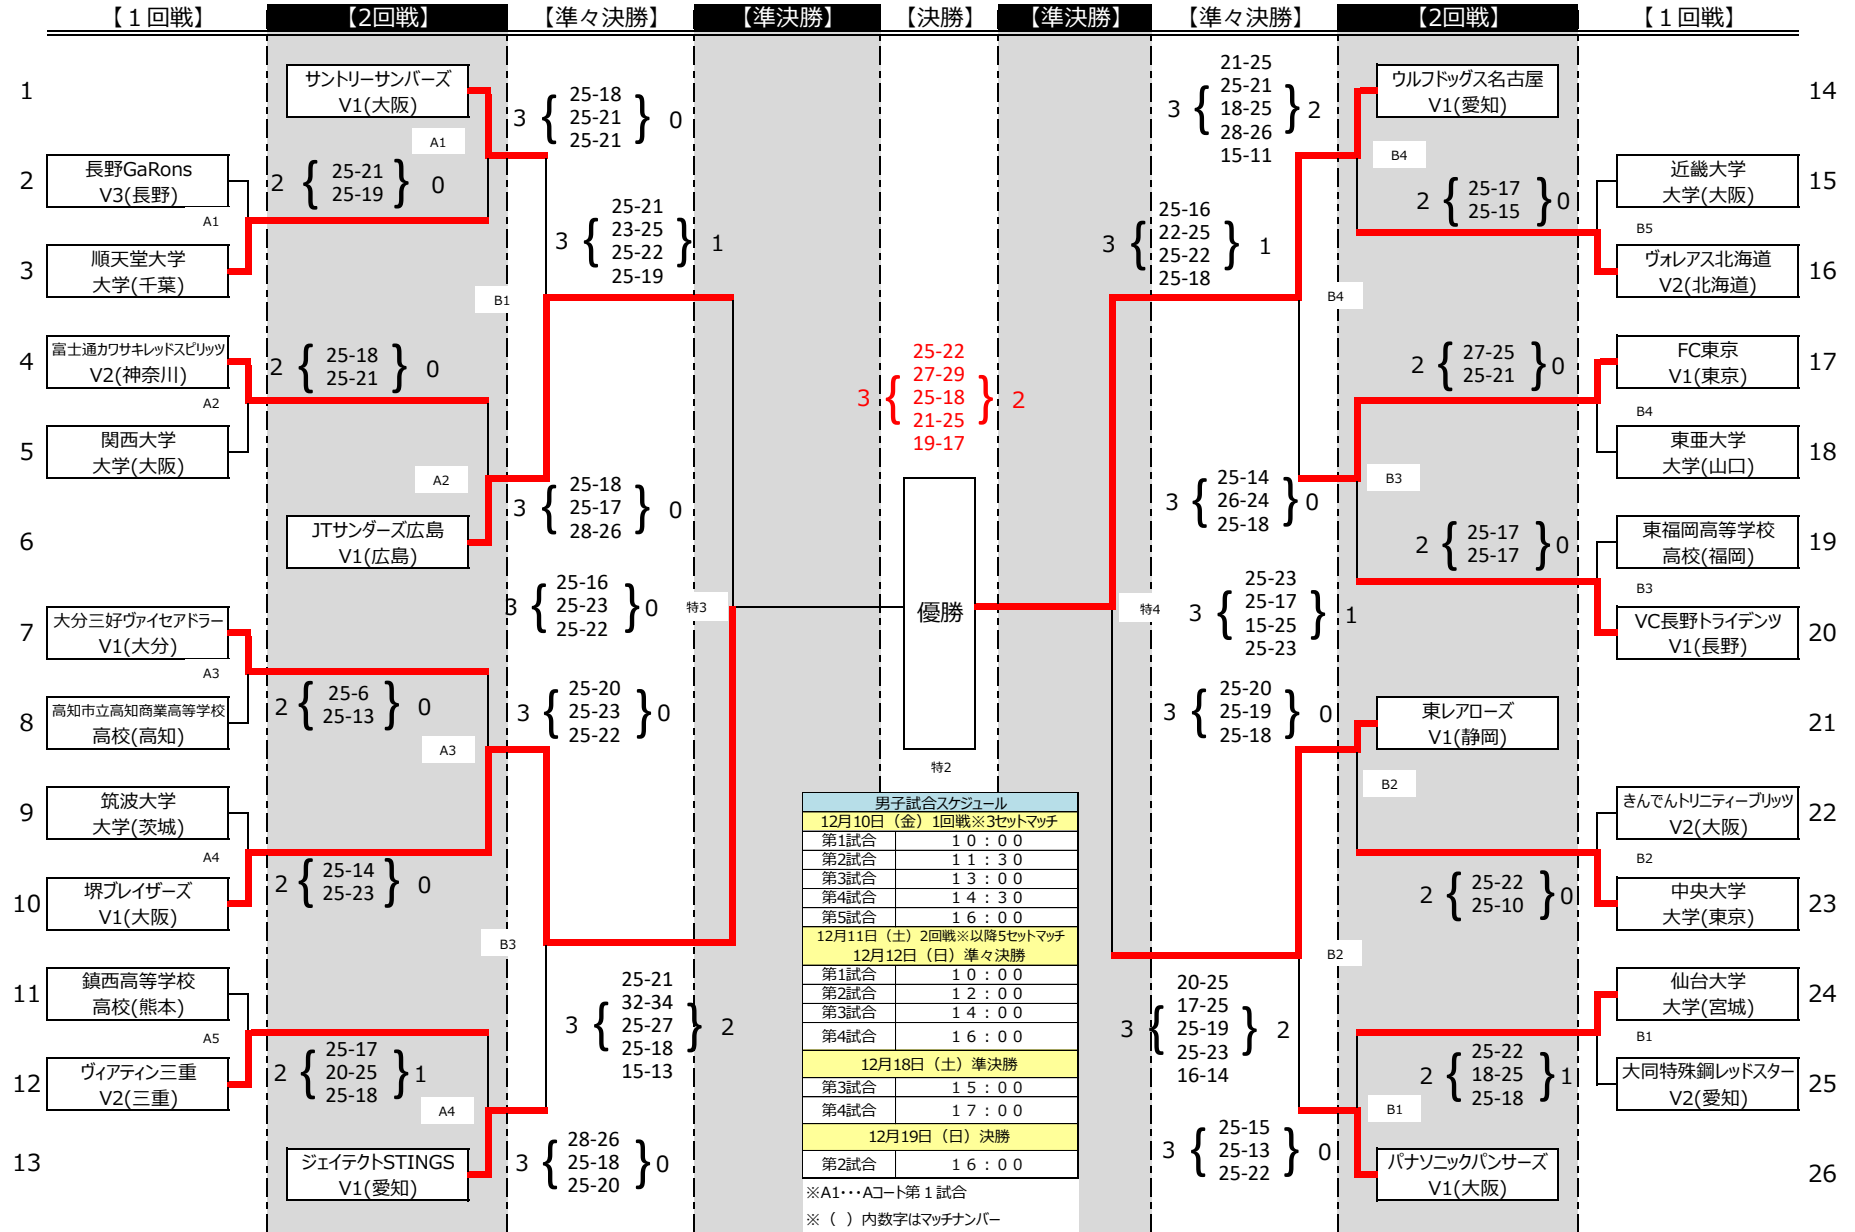 【１回戦】
【2回戦】
【準々決勝】
【準決勝】
【決勝】
【準決勝】
【準々決勝】
【2回戦】
【１回戦】
1
サントリーサンバーズ
V1(大阪)
A1
2
長野GaRons
V3(長野)
A1
3
順天堂大学
大学(千葉)
2 { 25-21 } 0
25-19
4
富士通カワサキレッドスピリッツ
V2(神奈川)
A2
5
関西大学
大学(大阪)
2 { 25-18 } 0
25-21
A2
6
JTサンダーズ広島
V1(広島)
7
大分三好ヴァイセアドラー
V1(大分)
A3
8
高知市立高知商業高等学校
高校(高知)
2 { 25-6 } 0
25-13
A3
9
筑波大学
大学(茨城)
A4
10
堺ブレイザーズ
V1(大阪)
2 { 25-14 } 0
25-23
11
鎮西高等学校
高校(熊本)
A5
12
ヴィアティン三重
V2(三重)
2 { 25-17 } 1
20-25
25-18
A4
13
ジェイテクトSTINGS
V1(愛知)
25-18
3 { 25-21 } 0
25-21
25-21
23-25
3 { 25-22 } 1
25-19
B1
25-18
3 { 25-17 } 0
28-26
25-16
3 { 25-23 } 0
25-22
特3
25-20
3 { 25-23 } 0
25-22
B3
25-21
32-34
3 { 25-27 } 2
25-18
15-13
28-26
3 { 25-18 } 0
25-20
25-22
27-29
3 { 25-18 } 2
21-25
19-17
優勝
特2
男子試合スケジュール
12月10日（金）1回戦※3セットマッチ
第1試合 １０：００
第2試合 １１：３０
第3試合 １３：００
第4試合 １４：３０
第5試合 １６：００
12月11日（土）2回戦※以降5セットマッチ
12月12日（日）準々決勝
第1試合 １０：００
第2試合 １２：００
第3試合 １４：００
第4試合 １６：００
12月18日（土）準決勝
第3試合 １５：００
第4試合 １７：００
12月19日（日）決勝
第2試合 １６：００
※A1･･･Aコート第１試合
※（ ）内数字はマッチナンバー
21-25
25-21
3 { 18-25 } 2
28-26
15-11
25-16
22-25
3 { 25-22 } 1
25-18
B4
25-14
3 { 26-24 } 0
25-18
特4
25-23
25-17
3 { 15-25 } 1
25-23
25-20
3 { 25-19 } 0
25-18
B2
20-25
17-25
3 { 25-19 } 2
25-23
16-14
25-15
3 { 25-13 } 0
25-22
14
ウルフドッグス名古屋
V1(愛知)
B4
2 { 25-17 } 0
25-15
15
近畿大学
大学(大阪)
B5
16
ヴォレアス北海道
V2(北海道)
2 { 27-25 } 0
25-21
17
FC東京
V1(東京)
B4
18
東亜大学
大学(山口)
B3
2 { 25-17 } 0
25-17
19
東福岡高等学校
高校(福岡)
B3
20
VC長野トライデンツ
V1(長野)
21
東レアローズ
V1(静岡)
B2
22
きんでんトリニティーブリッツ
V2(大阪)
B2
23
中央大学
大学(東京)
2 { 25-22 } 0
25-10
24
仙台大学
大学(宮城)
B1
25
大同特殊鋼レッドスター
V2(愛知)
2 { 25-22 } 1
18-25
25-18
B1
26
パナソニックパンサーズ
V1(大阪)